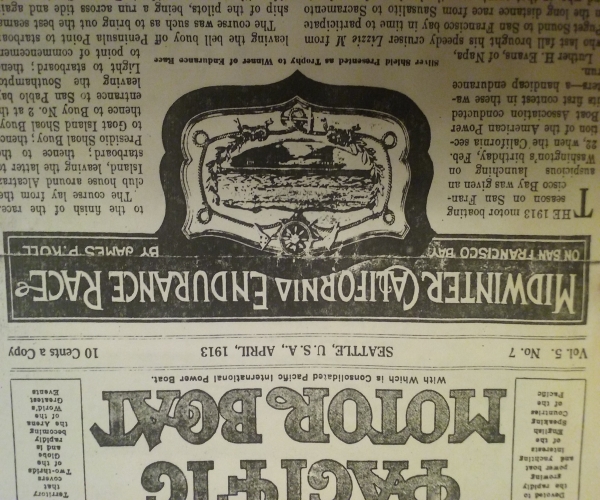 PACIFIC
MOTOR BOAT
With Which is Consolidated Pacific International Power Boat.
Devoted to
the rapidly
growing
power boat
and yachting
interests
of the
English
Speaking
Countries
of the
Pacific
Territory
that
covers
Two-thirds
of the
Globe
and is
rapidly
becoming
the Arena
of the
World's
Greatest
Events
Vol. 5. No. 7
SEATTLE, U. S. A., APRIL, 1913
10 Cents a Copy
MIDWINTER CALIFORNIA ENDURANCE RACE
ON SAN FRANCISCO BAY
BY JAMES P. ROLL
THE 1913 motor boating
season on San Fran-
cisco Bay was given an
auspicious launching on
Washington's birthday, Feb.
22, when the California sec-
tion of the American Power
Boat Association conducted
its first contest in these wa-
ters—a handicap endurance
ran.
Luther H. Evans, of Napa,
who last fall brought his speedy cruiser Lizzie M from
Puget Sound to San Francisco bay in time to participate
in the long distance race from Sausalito to Sacramento
Silver Shield Presented as Trophy to Winner of Endurance Race
to the finish of the race.
The course lay from the
club house around Alcatraz
Island, leaving the latter to
starboard; thence to the
Presidio Shoal Buoy; thence
to Goat Island Shoal Buoy
thence to Buoy No. 2 at th
entrance to San Pablo ba
leaving the Southampto
Light to starboard; then
to point of commencemen
leaving the bell buoy off Peninsula Point to starboar
The course was such as to bring out the best seama
ship of the pilots, being a run across tide and again